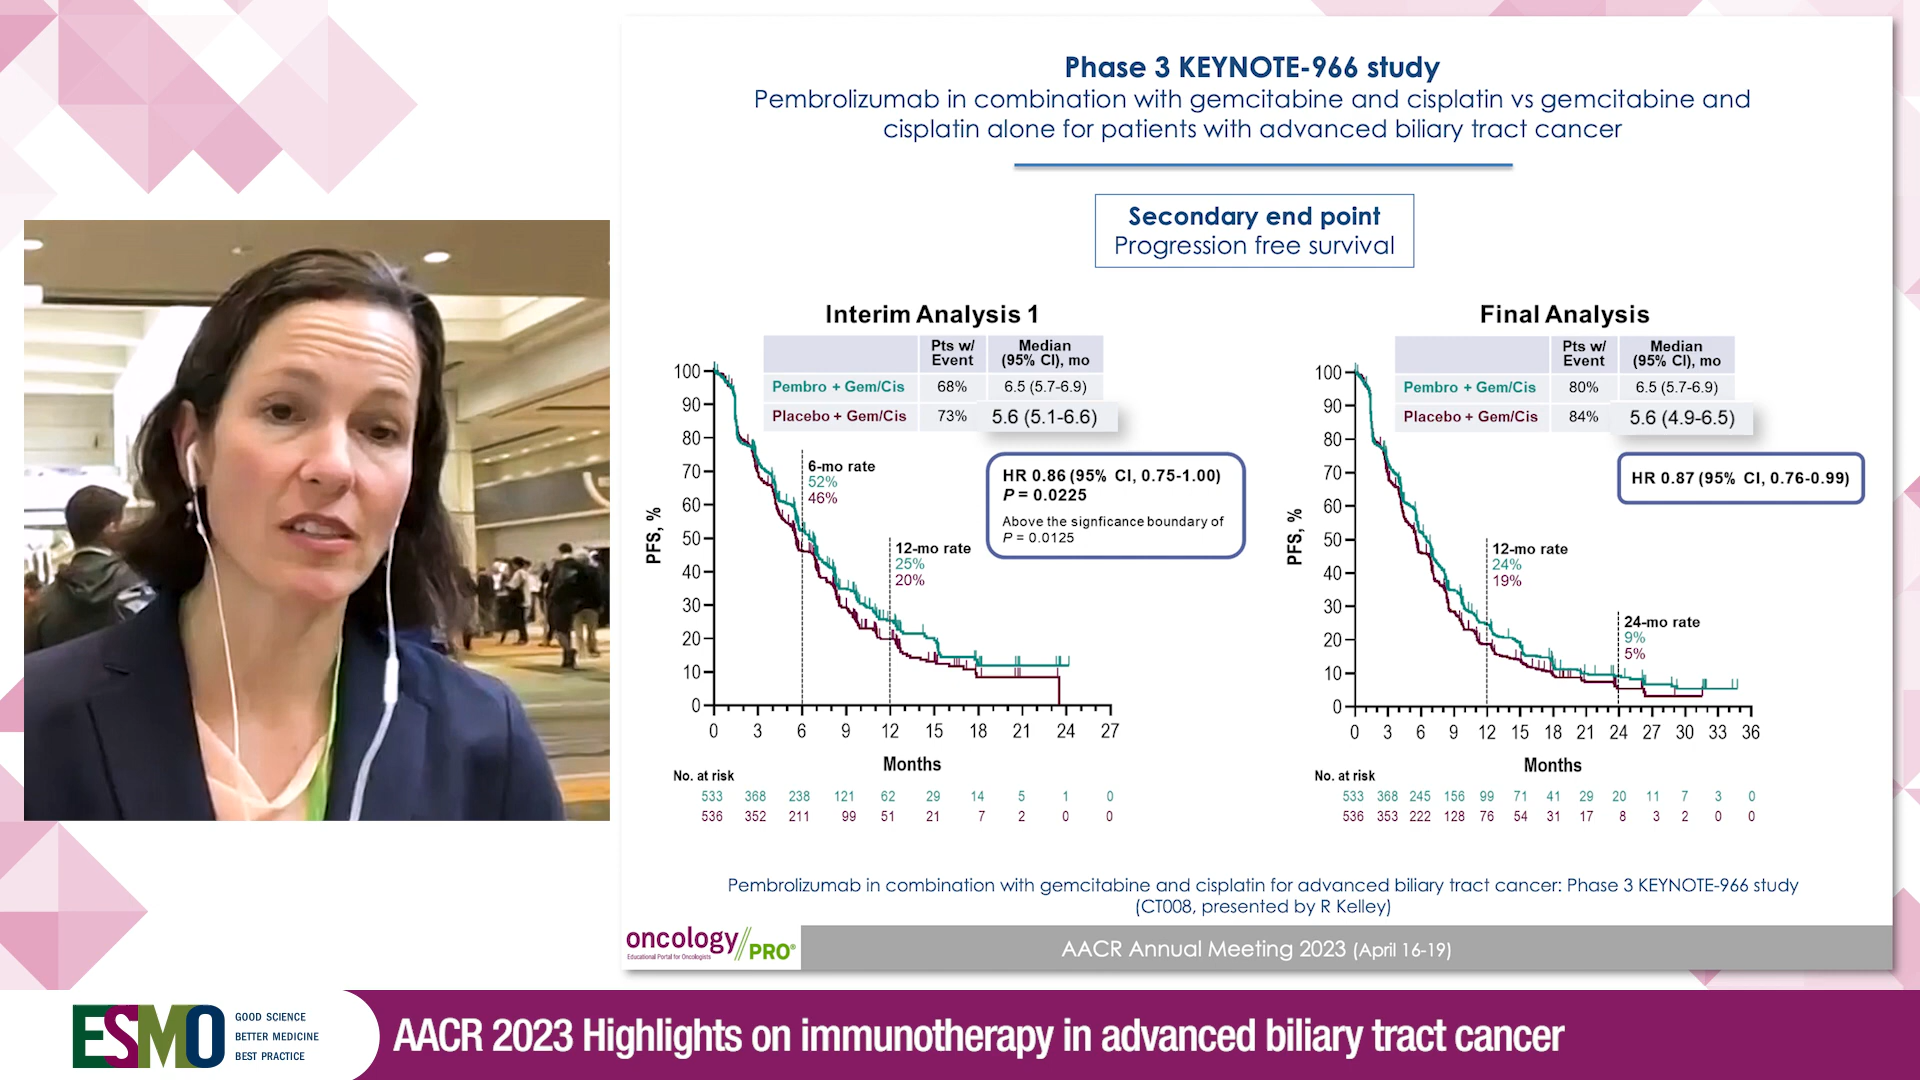 Phase 3 KEYNOTE-966 study
Pembrolizumab in combination with gemcitabine and cisplatin vs gemcitabine and
cisplatin alone for patients with advanced biliary tract cancer
Secondary end point
Progression free survival
Interim Analysis 1
Pts w/ Event
Median (95% CI), mo
Pembro + Gem/Cis 68% 6.5 (5.7-6.9)
Placebo + Gem/Cis 73% 5.6 (5.1-6.6)
HR 0.86 (95% CI, 0.75-1.00)
P = 0.0225
Above the signficance boundary of
P = 0.0125
6-mo rate
52%
46%
12-mo rate
25%
20%
PFS, %
100
90
80
70
60
50
40
30
20
10
0
0 3 6 9 12 15 18 21 24 27
Months
No. at risk
533 368 238 121 62 29 14 5 1 0
536 352 211 99 51 21 7 2 0 0
Final Analysis
Pts w/ Event
Median (95% CI), mo
Pembro + Gem/Cis 80% 6.5 (5.7-6.9)
Placebo + Gem/Cis 84% 5.6 (4.9-6.5)
HR 0.87 (95% CI, 0.76-0.99)
12-mo rate
24%
19%
24-mo rate
9%
5%
PFS, %
100
90
80
70
60
50
40
30
20
10
0
0 3 6 9 12 15 18 21 24 27 30 33 36
Months
No. at risk
533 368 245 156 99 71 41 29 20 11 7 3 0
536 353 222 128 76 54 31 17 8 3 2 0 0
Pembrolizumab in combination with gemcitabine and cisplatin for advanced biliary tract cancer: Phase 3 KEYNOTE-966 study
(CT008, presented by R Kelley)
oncology//PRO®
Educational Portal for Oncologists
AACR Annual Meeting 2023 (April 16-19)
ESMO
GOOD SCIENCE
BETTER MEDICINE
BEST PRACTICE
AACR 2023 Highlights on immunotherapy in advanced biliary tract cancer